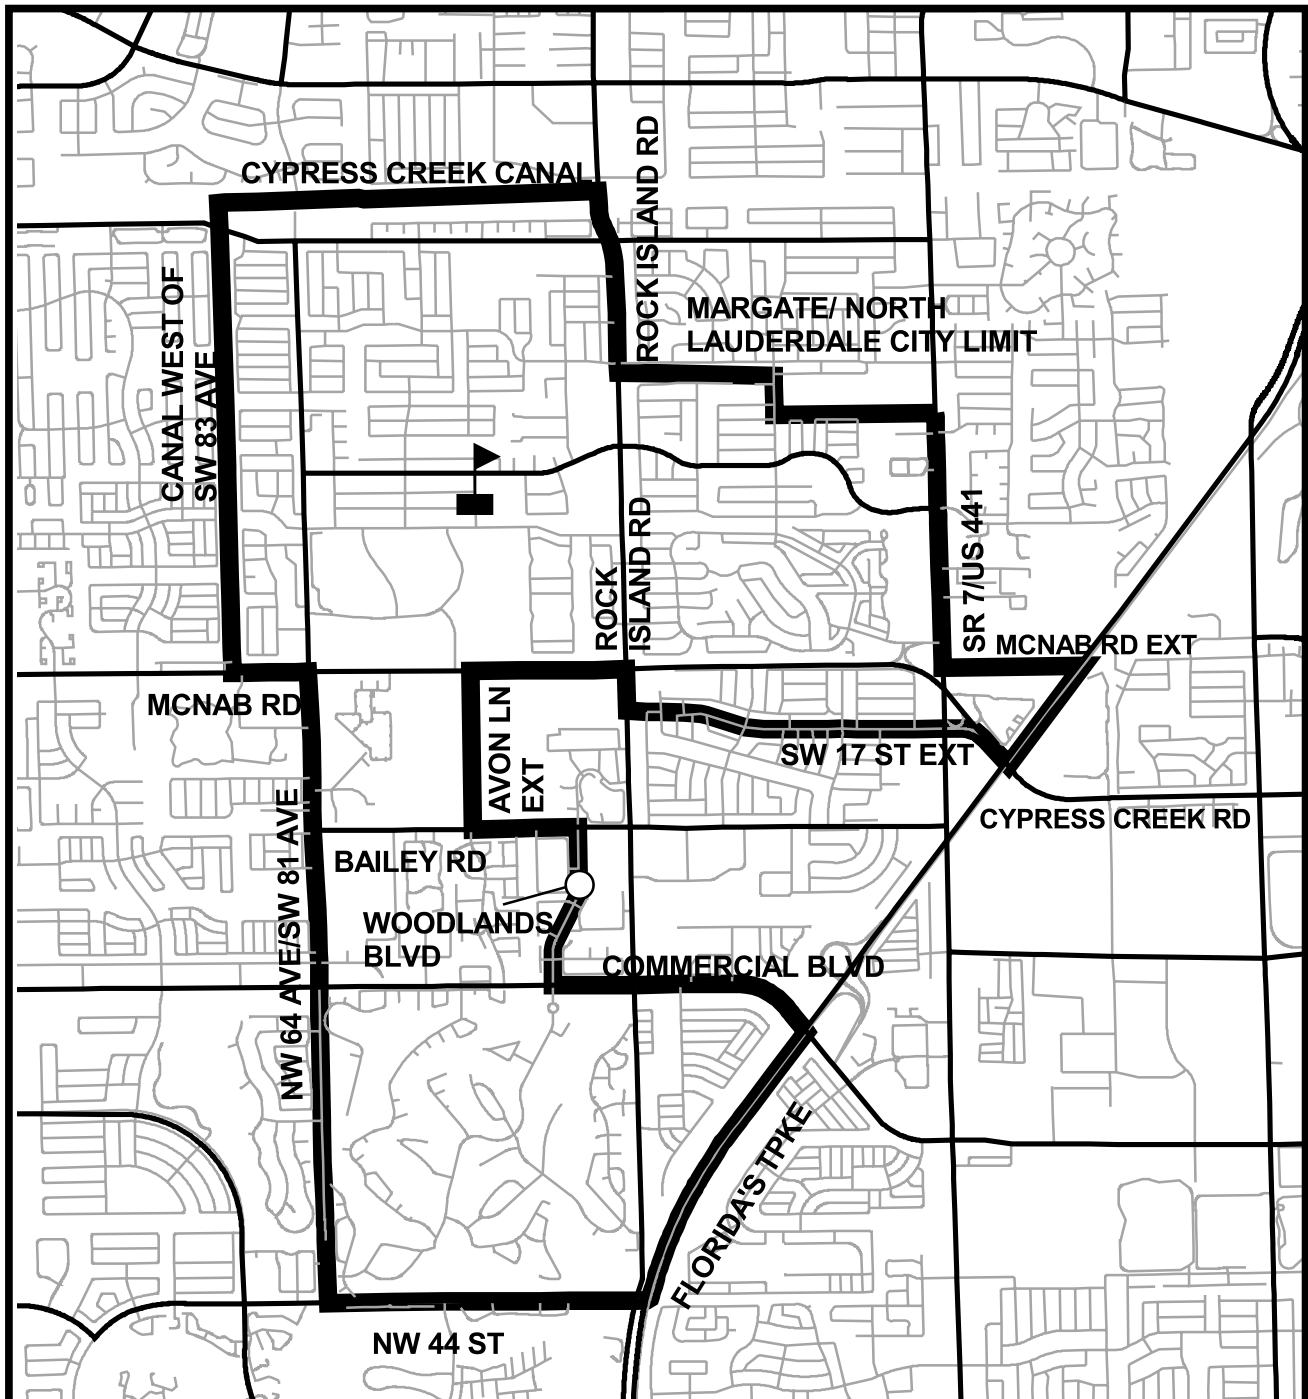 CYPRESS CREEK CANAL
ROCK ISLAND RD
CANAL WEST OF
SW 83 AVE
MARGATE/ NORTH
LAUDERDALE CITY LIMIT
ROCK
ISLAND RD
SR 7/US 441
MCNAB RD EXT
MCNAB RD
AVON LN
EXT
SW 17 ST EXT
CYPRESS CREEK RD
NW 64 AVE/SW 81 AVE
BAILEY RD
WOODLANDS
BLVD
COMMERCIAL BLVD
FLORIDA'S TPKE
NW 44 ST